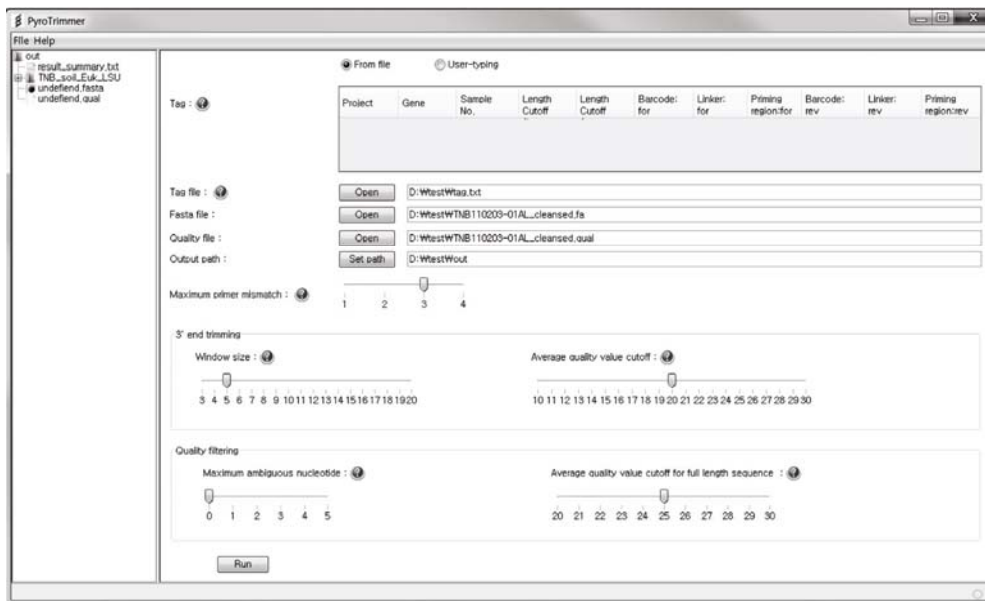 PyroTrimmer
File Help
out
result_summary.txt
TNB_soil_Euk_LSU
undefiend.fasta
undefiend.qual
From file User-typing
Tag :
Project Gene Sample No. Length Cutoff Length Cutoff Barcode: for Linker: for Priming region:for Barcode: rev Linker: rev Priming region:rev
Tag file : Open D:₩test₩tag.txt
Fasta file : Open D:₩test₩TNB110203-01AL_cleansed.fa
Quality file : Open D:₩test₩TNB110203-01AL_cleansed.qual
Output path : Set path D:₩test₩out
Maximum primer mismatch :
1 2 3 4
3' end trimming
Window size : Average quality value cutoff :
3 4 5 6 7 8 9 10 11 12 13 14 15 16 17 18 19 20 10 11 12 13 14 15 16 17 18 19 20 21 22 23 24 25 26 27 28 29 30
Quality filtering
Maximum ambiguous nucleotide : Average quality value cutoff for full length sequence :
0 1 2 3 4 5 20 21 22 23 24 25 26 27 28 29 30
Run